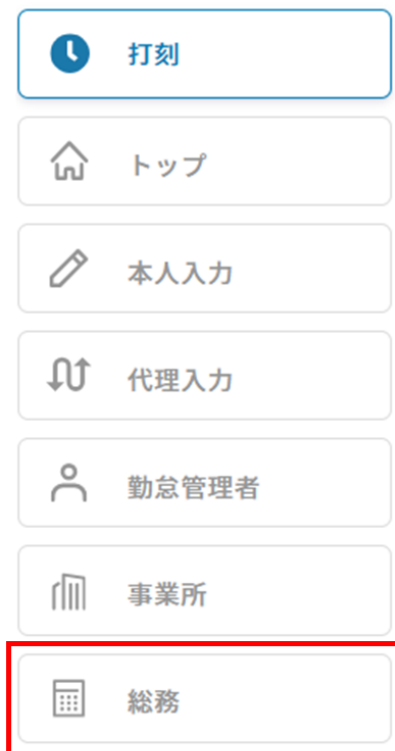 打刻
トップ
本人入力
代理入力
勤怠管理者
事業所
総務